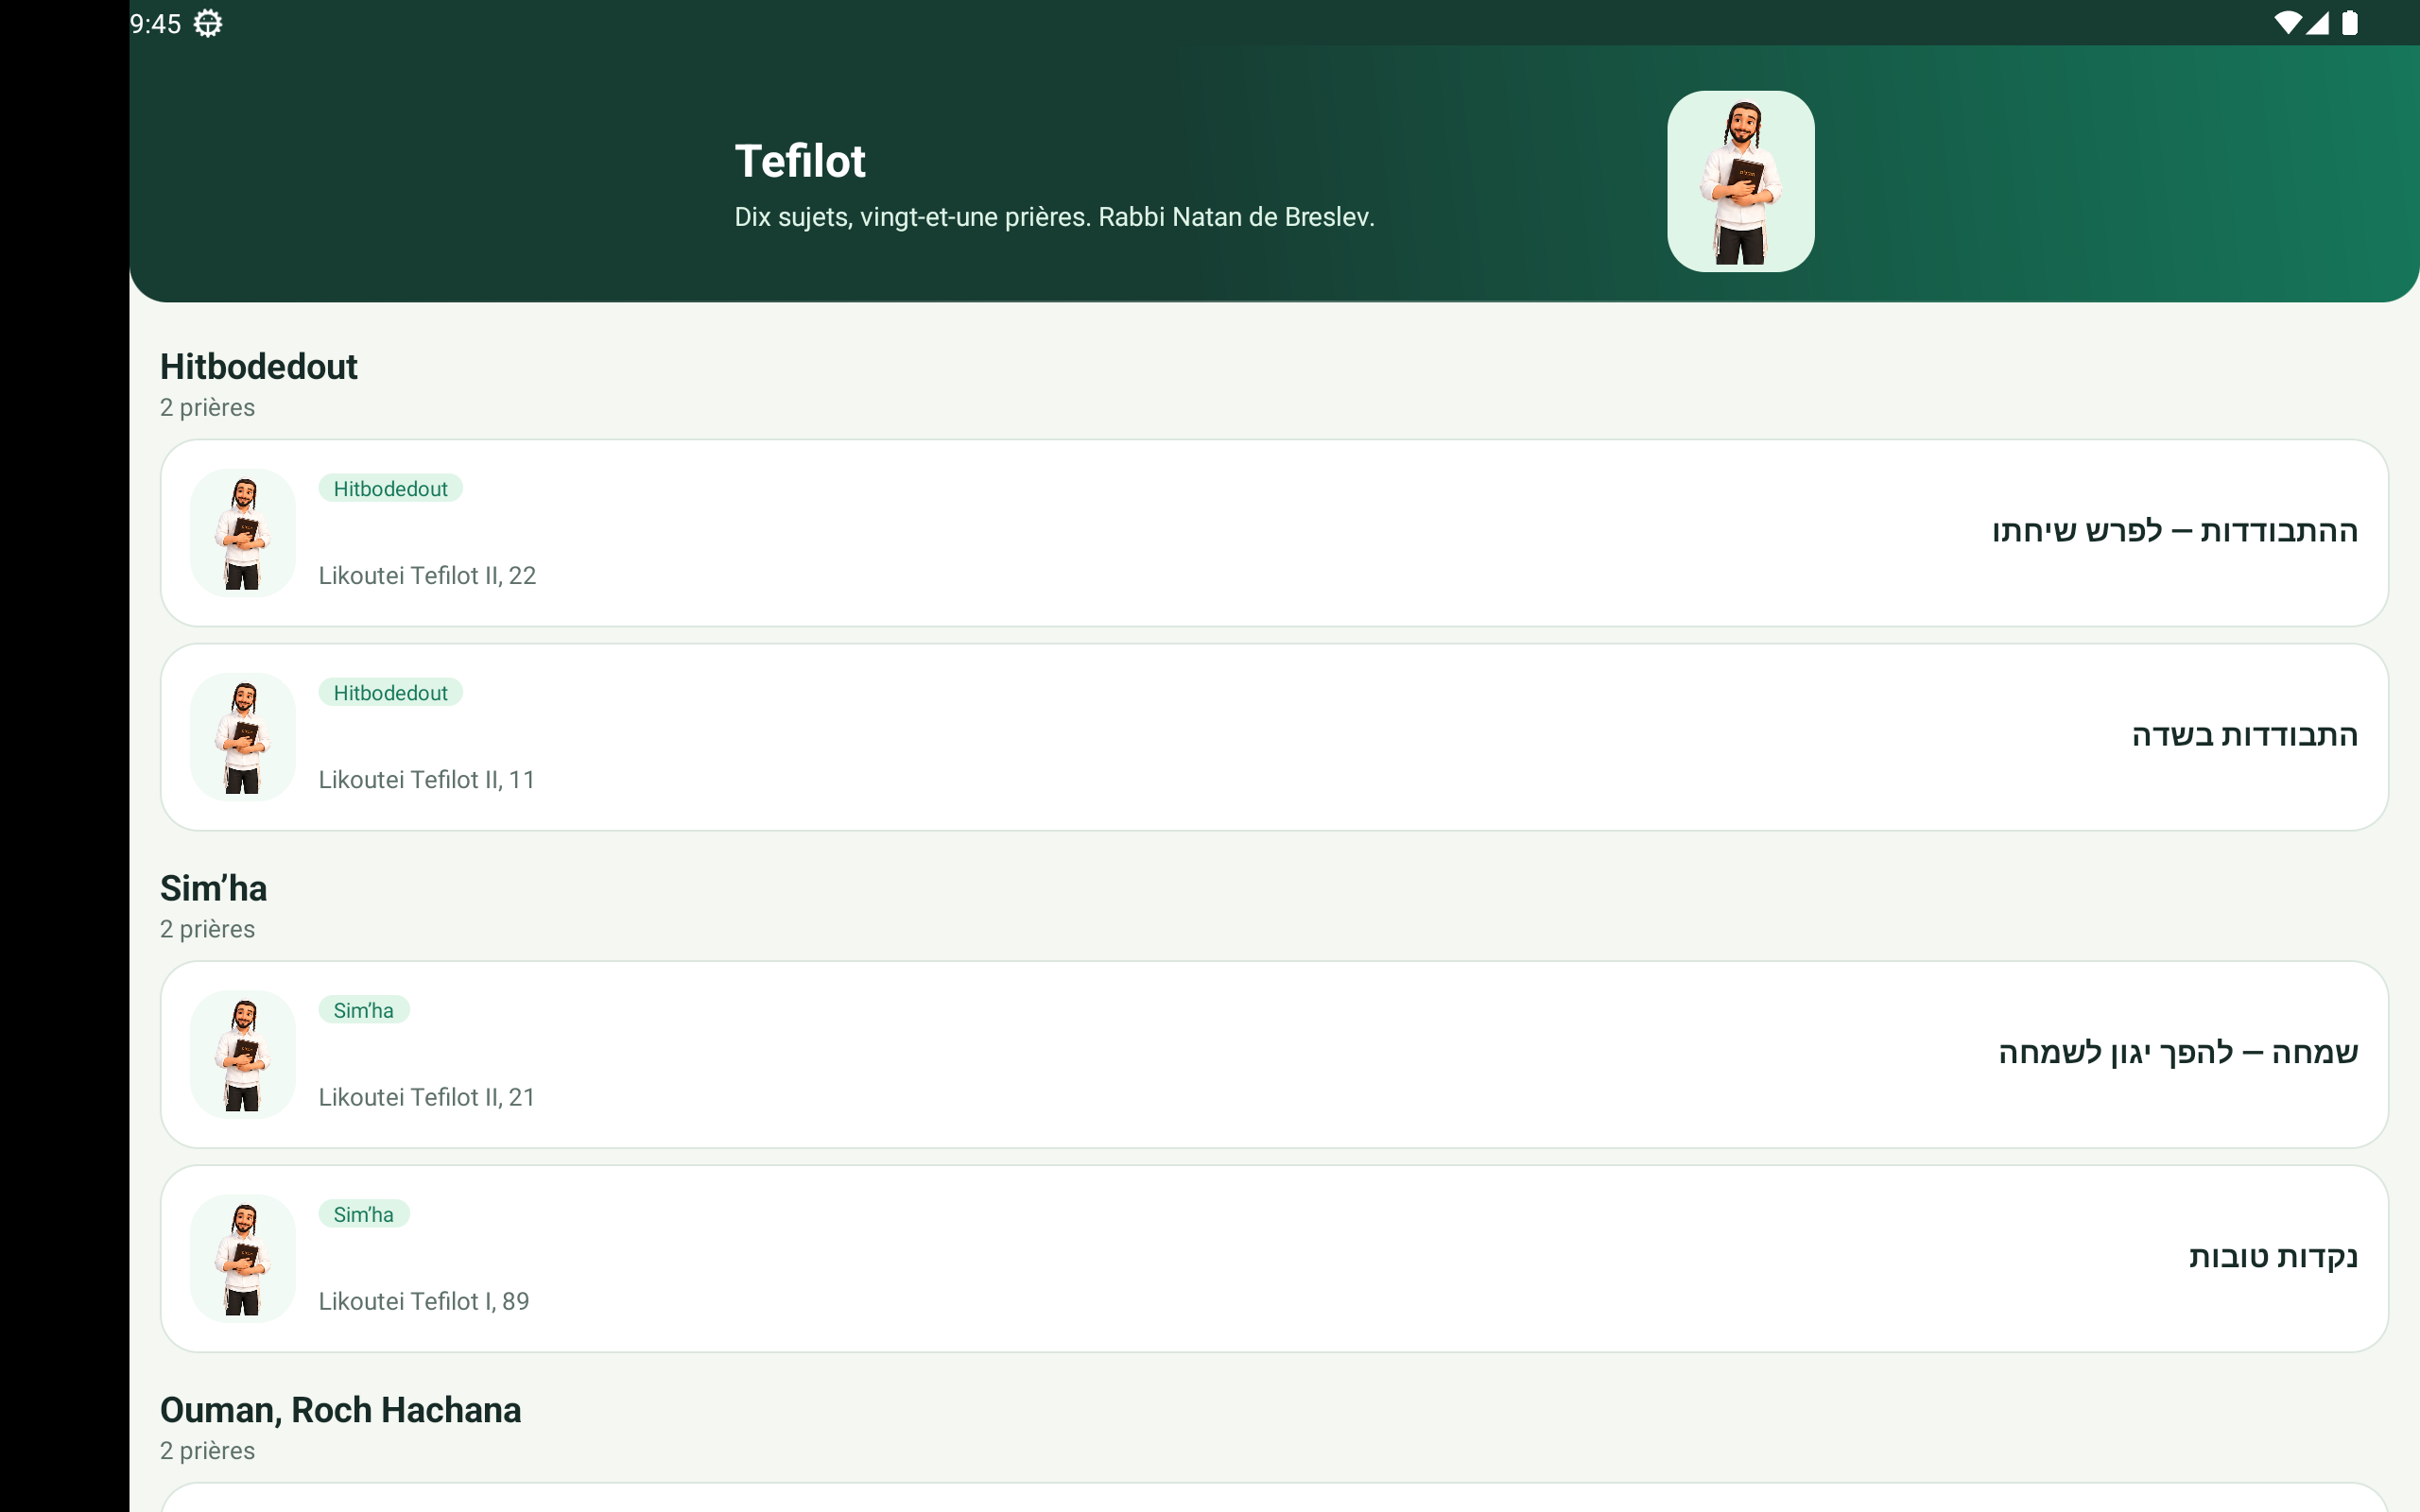 9:45
Tefilot
Dix sujets, vingt-et-une prières. Rabbi Natan de Breslev.
Hitbodedout
2 prières
Hitbodedout
ההתבודדות – לפרש שיחתו
Likoutei Tefilot II, 22
Hitbodedout
התבודדות בשדה
Likoutei Tefilot II, 11
Sim’ha
2 prières
Sim’ha
שמחה – להפך יגון לשמחה
Likoutei Tefilot II, 21
Sim’ha
נקדות טובות
Likoutei Tefilot I, 89
Ouman, Roch Hachana
2 prières